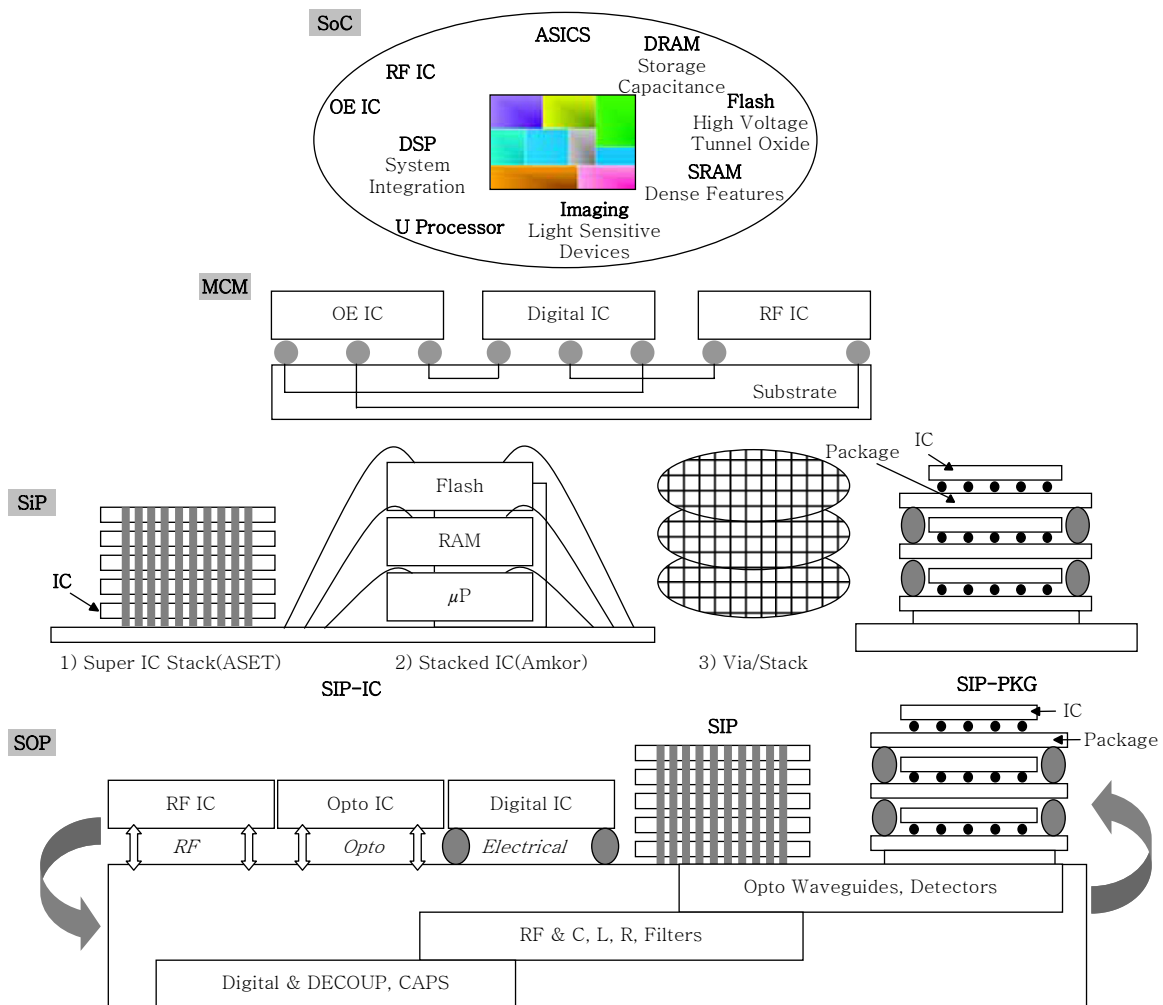 SoC
ASICS
DRAM
Storage
Capacitance
RF IC
OE IC
Flash
High Voltage
Tunnel Oxide
DSP
System
Integration
SRAM
Dense Features
U Processor
Imaging
Light Sensitive
Devices
MCM
OE IC
Digital IC
RF IC
Substrate
SiP
IC
Flash
RAM
µP
Package
IC
1) Super IC Stack(ASET)
2) Stacked IC(Amkor)
3) Via/Stack
SIP-IC
SIP-PKG
SOP
SIP
IC
Package
RF IC
Opto IC
Digital IC
RF
Opto
Electrical
Opto Waveguides, Detectors
RF & C, L, R, Filters
Digital & DECOUP, CAPS